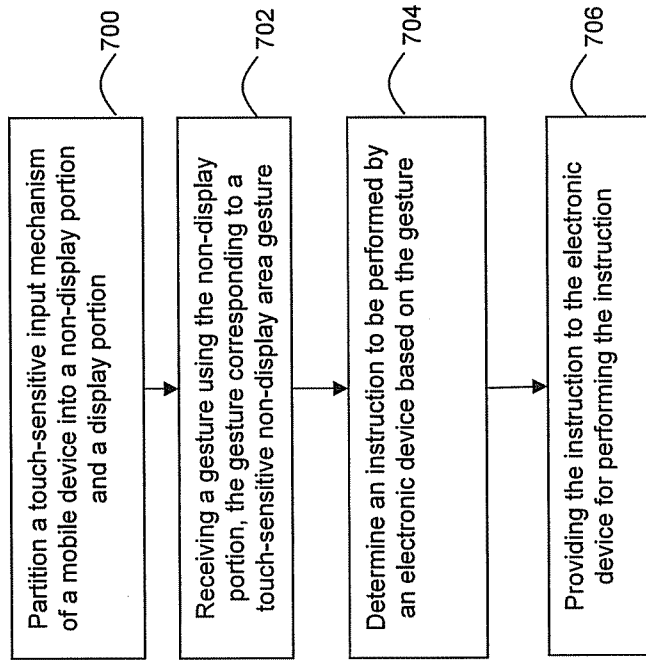 Partition a touch-sensitive input mechanism
of a mobile device into a non-display portion
and a display portion
700
Receiving a gesture using the non-display
portion, the gesture corresponding to a
touch-sensitive non-display area gesture
702
Determine an instruction to be performed by
an electronic device based on the gesture
704
Providing the instruction to the electronic
device for performing the instruction
706